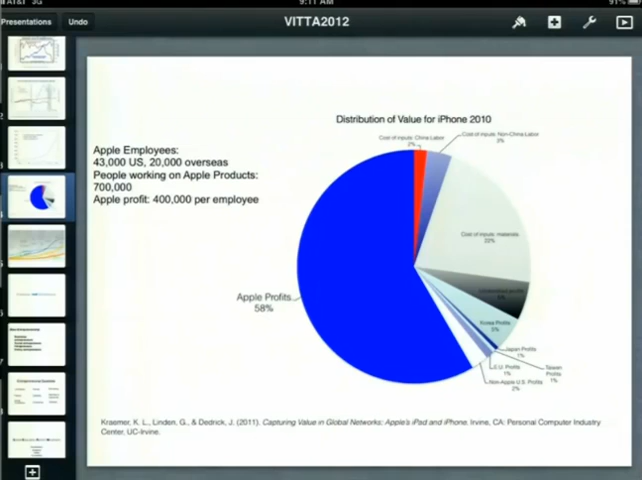 AT&T 3G
9:11 AM
91%
Presentations
Undo
VITTA2012
Distribution of Value for iPhone 2010
Cost of inputs: China Labor
2%
Cost of inputs: Non-China Labor
3%
Apple Employees:
43,000 US, 20,000 overseas
People working on Apple Products:
700,000
Apple profit: 400,000 per employee
Cost of inputs: materials
22%
Apple Profits
58%
5%
Korea Profits
5%
Japan Profits
1%
Taiwan
Profits
1%
E.U. Profits
1%
Non-Apple U.S. Profits
2%
Kraemer, K. L., Linden, G., & Dedrick, J. (2011). Capturing Value in Global Networks: Apple's iPad and iPhone. Irvine, CA: Personal Computer Industry
Center, UC-Irvine.